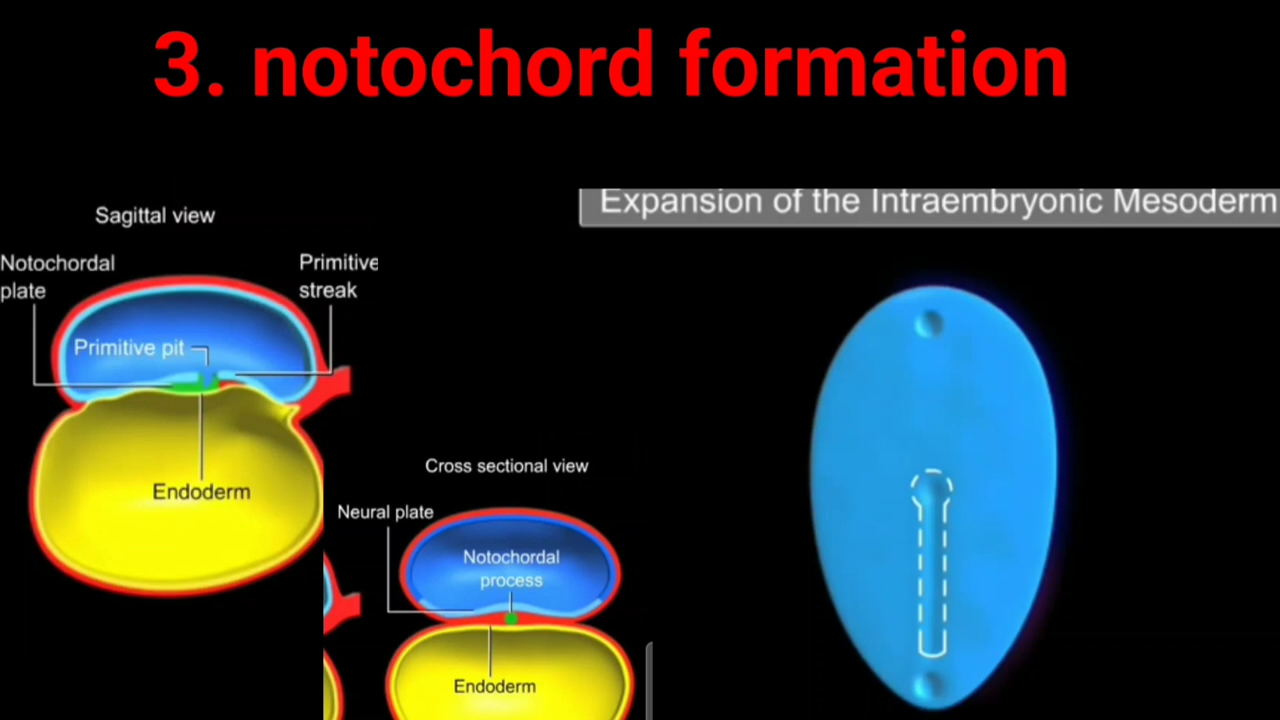 3. notochord formation
Expansion of the Intraembryonic Mesoderm
Sagittal view
Notochordal
plate
Primitive
streak
Primitive pit
Endoderm
Cross sectional view
Neural plate
Notochordal
process
Endoderm